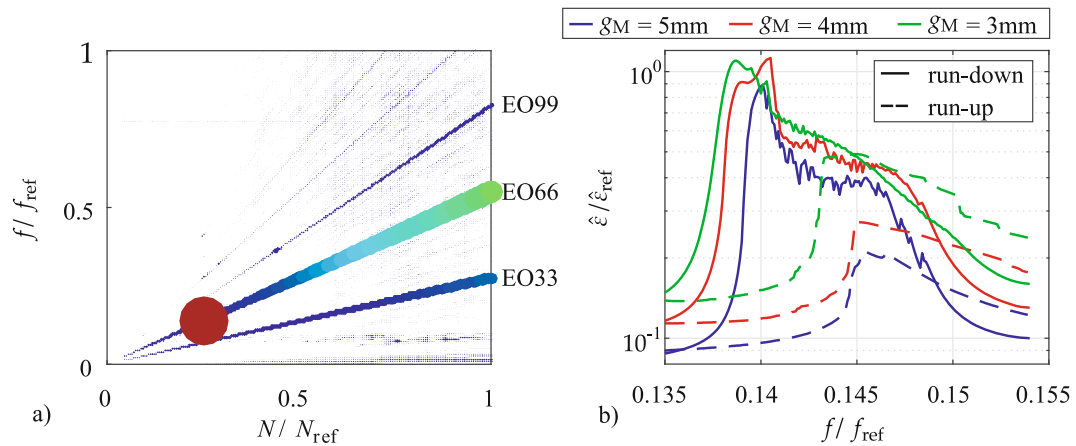 g_M = 5mm g_M = 4mm g_M = 3mm
1
0.5
0
f / f_ref
EO99
EO66
EO33
0 0.5 1
N / N_ref
a)
run-down
run-up
10^0
10^-1
ε̂ / ε̂_ref
0.135 0.14 0.145 0.15 0.155
f / f_ref
b)